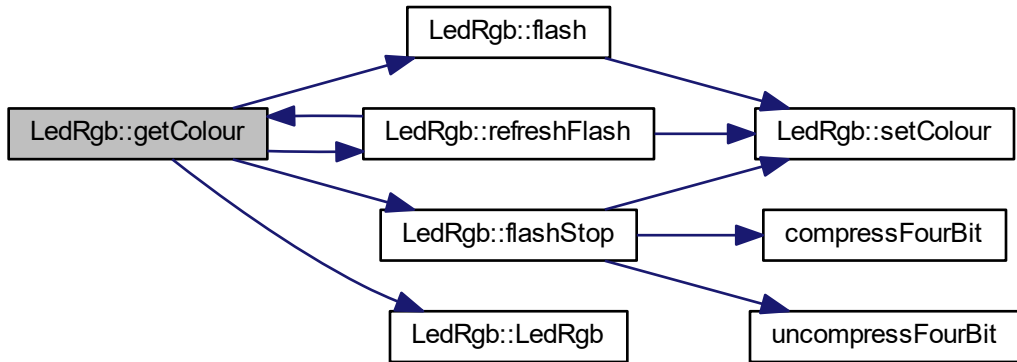 LedRgb::flash
LedRgb::getColour
LedRgb::refreshFlash
LedRgb::setColour
LedRgb::flashStop
compressFourBit
LedRgb::LedRgb
uncompressFourBit